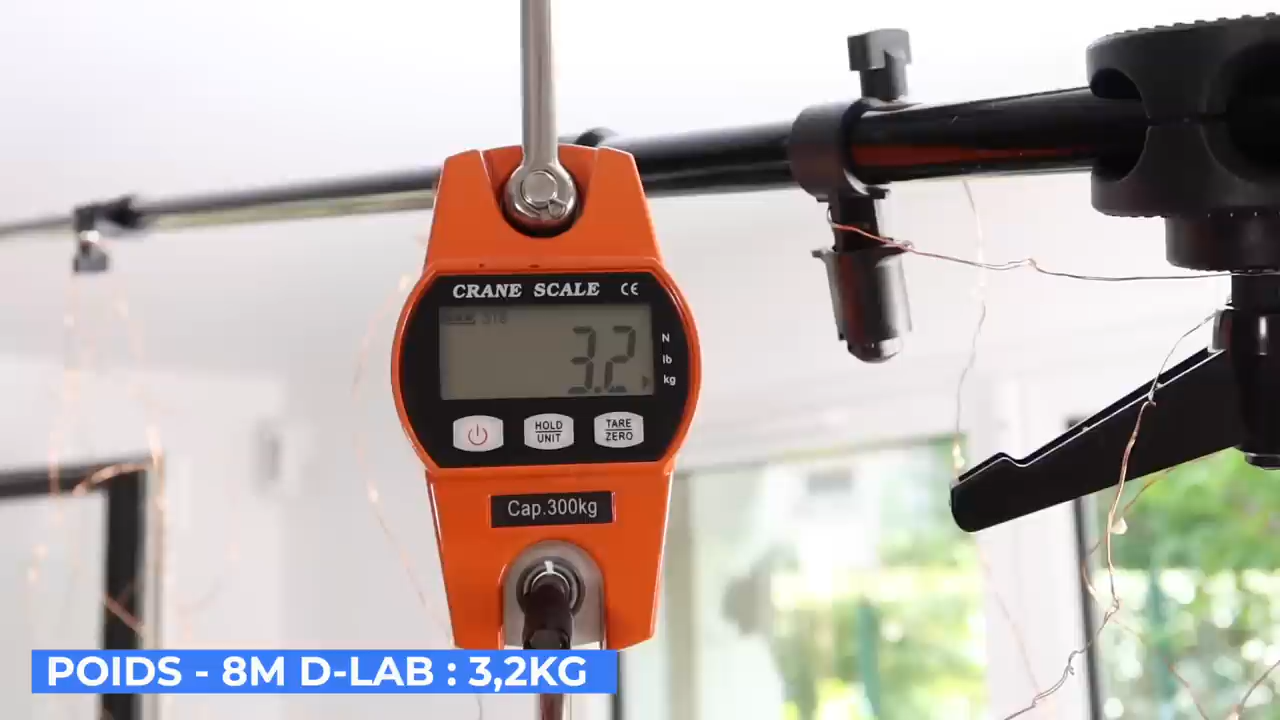 CRANE SCALE CE
3.2
N
lb
kg
HOLD
UNIT
TARE
ZERO
Cap.300kg
POIDS - 8M D-LAB : 3,2KG